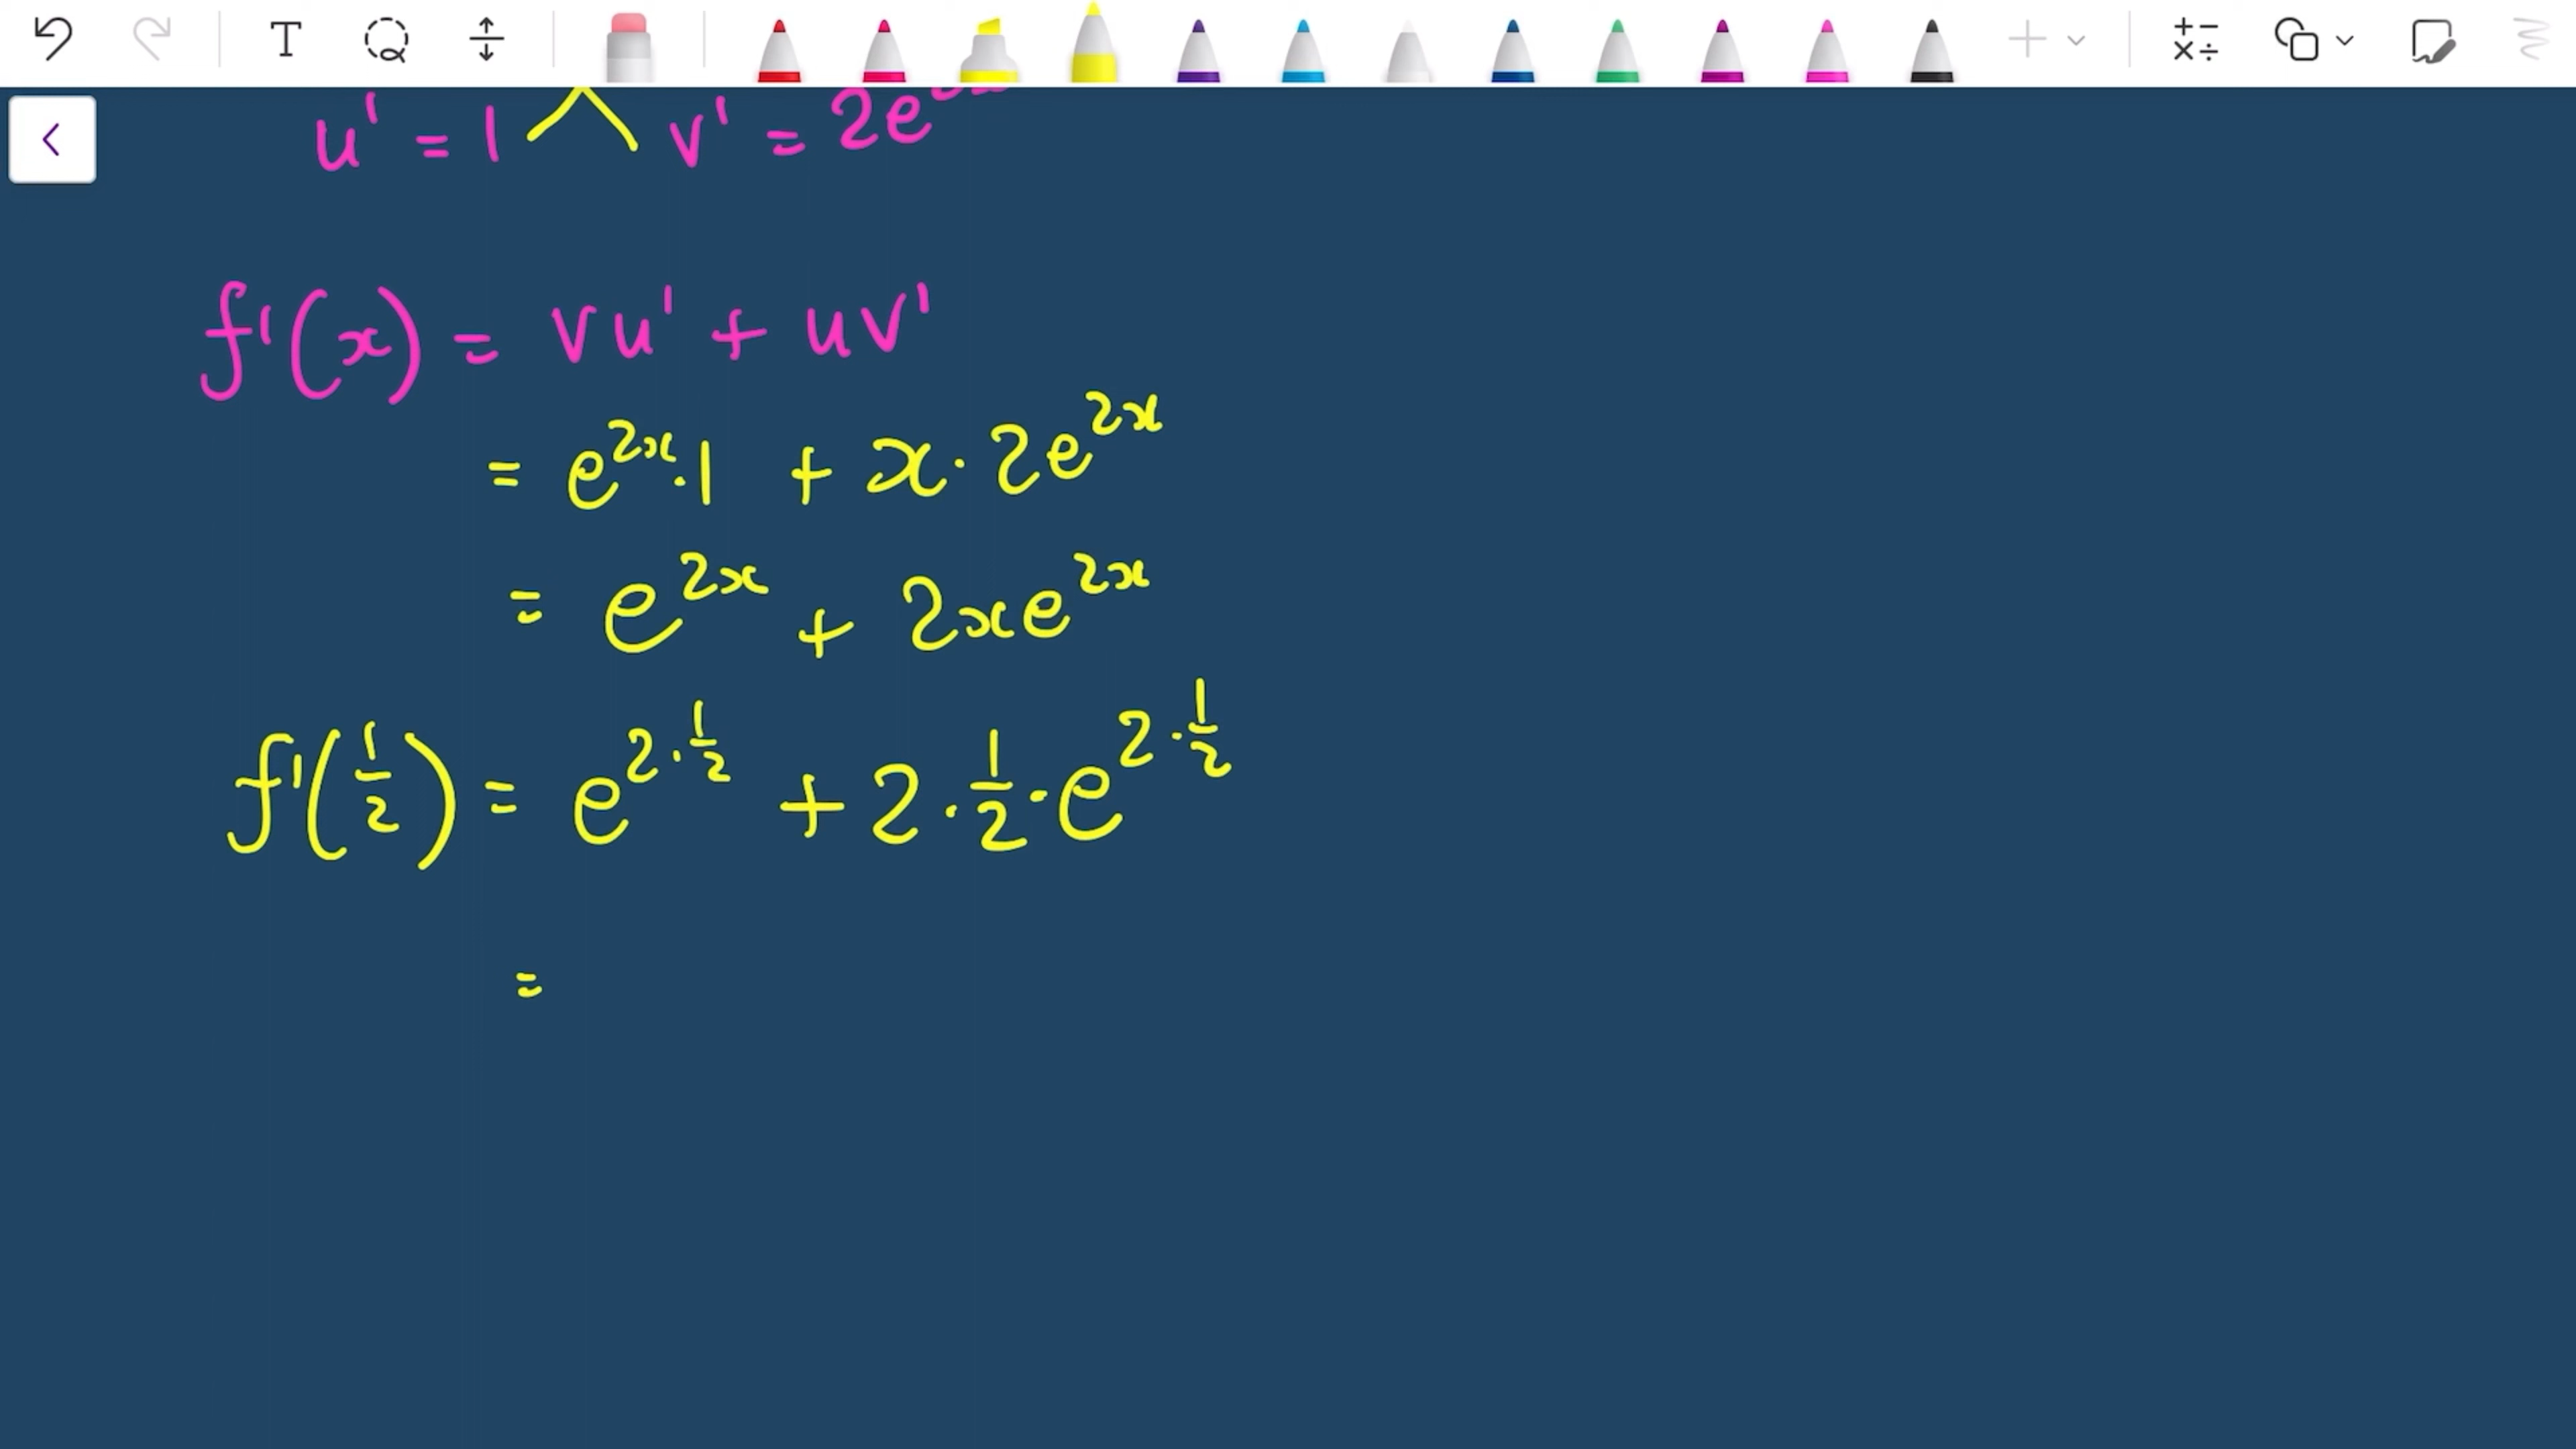 T
u' = 1 v' = 2e
f'(x) = vu' + uv'
= e^{2x}·1 + x·2e^{2x}
= e^{2x} + 2xe^{2x}
f'(1/2) = e^{2·1/2} + 2·1/2·e^{2·1/2}
=